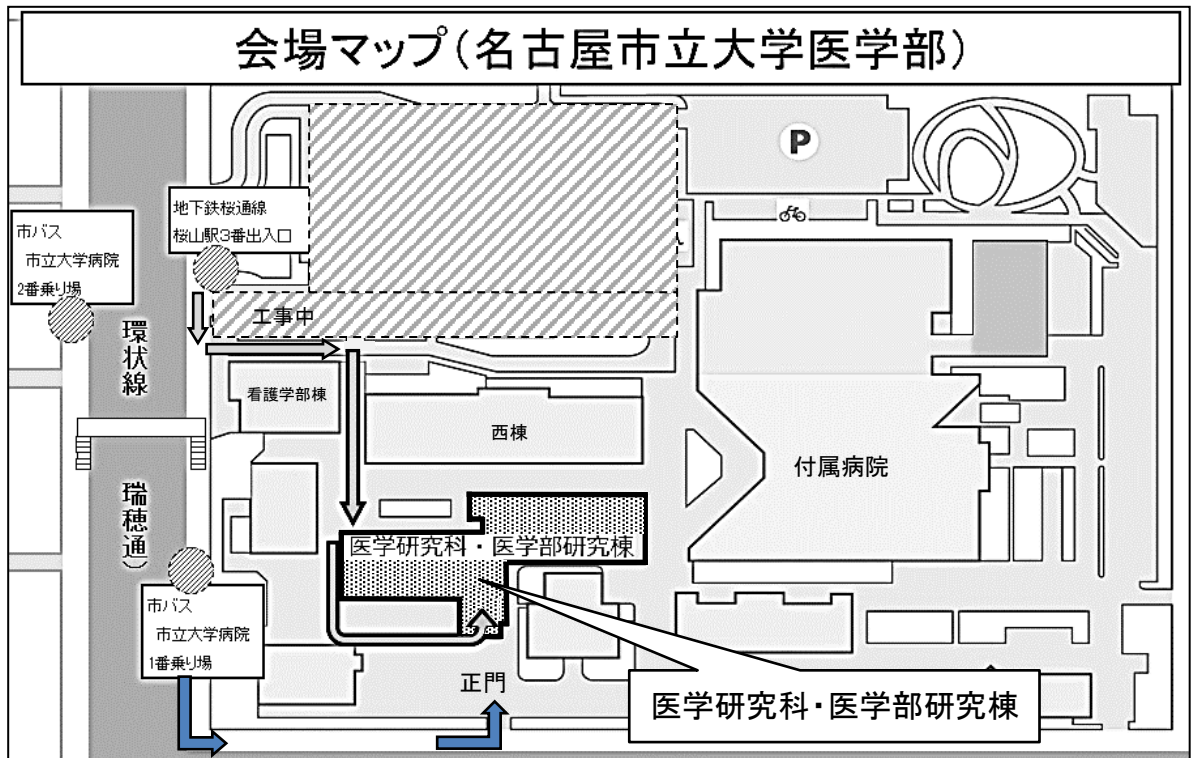 会場マップ(名古屋市立大学医学部)
P
地下鉄桜通線
桜山駅3番出入口
市バス
市立大学病院
2番乗り場
工事中
環状線
看護学部棟
西棟
付属病院
瑞穂通)
医学研究科・医学部研究棟
市バス
市立大学病院
1番乗り場
正門
医学研究科・医学部研究棟